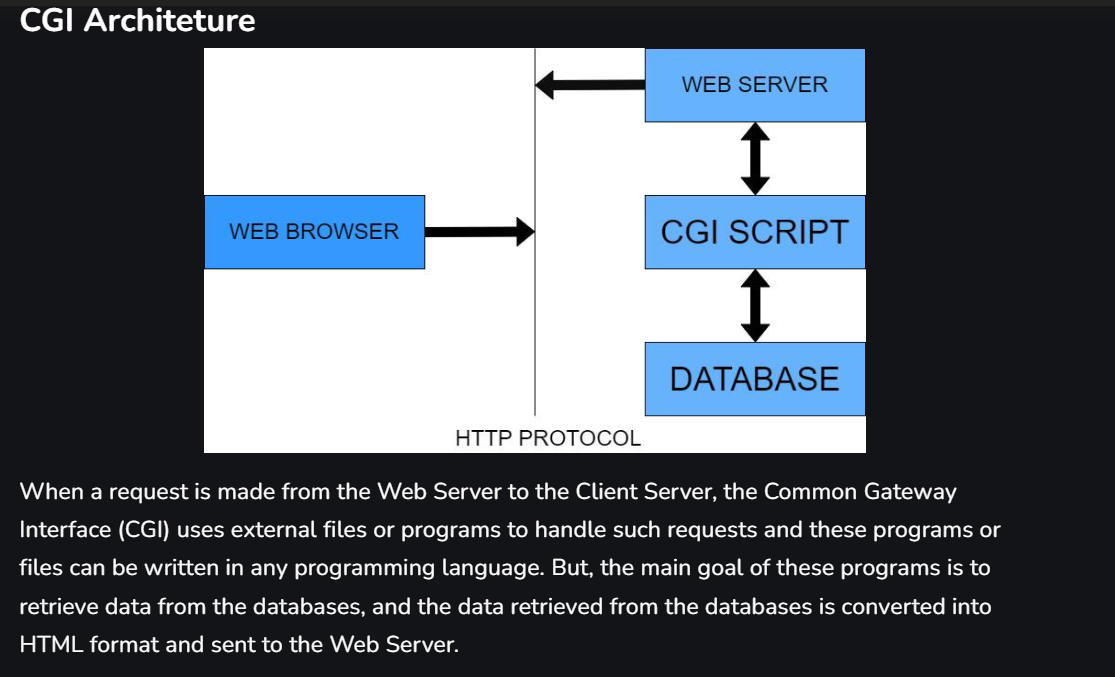 CGI Architeture
WEB SERVER
WEB BROWSER
CGI SCRIPT
DATABASE
HTTP PROTOCOL
When a request is made from the Web Server to the Client Server, the Common Gateway
Interface (CGI) uses external files or programs to handle such requests and these programs or
files can be written in any programming language. But, the main goal of these programs is to
retrieve data from the databases, and the data retrieved from the databases is converted into
HTML format and sent to the Web Server.